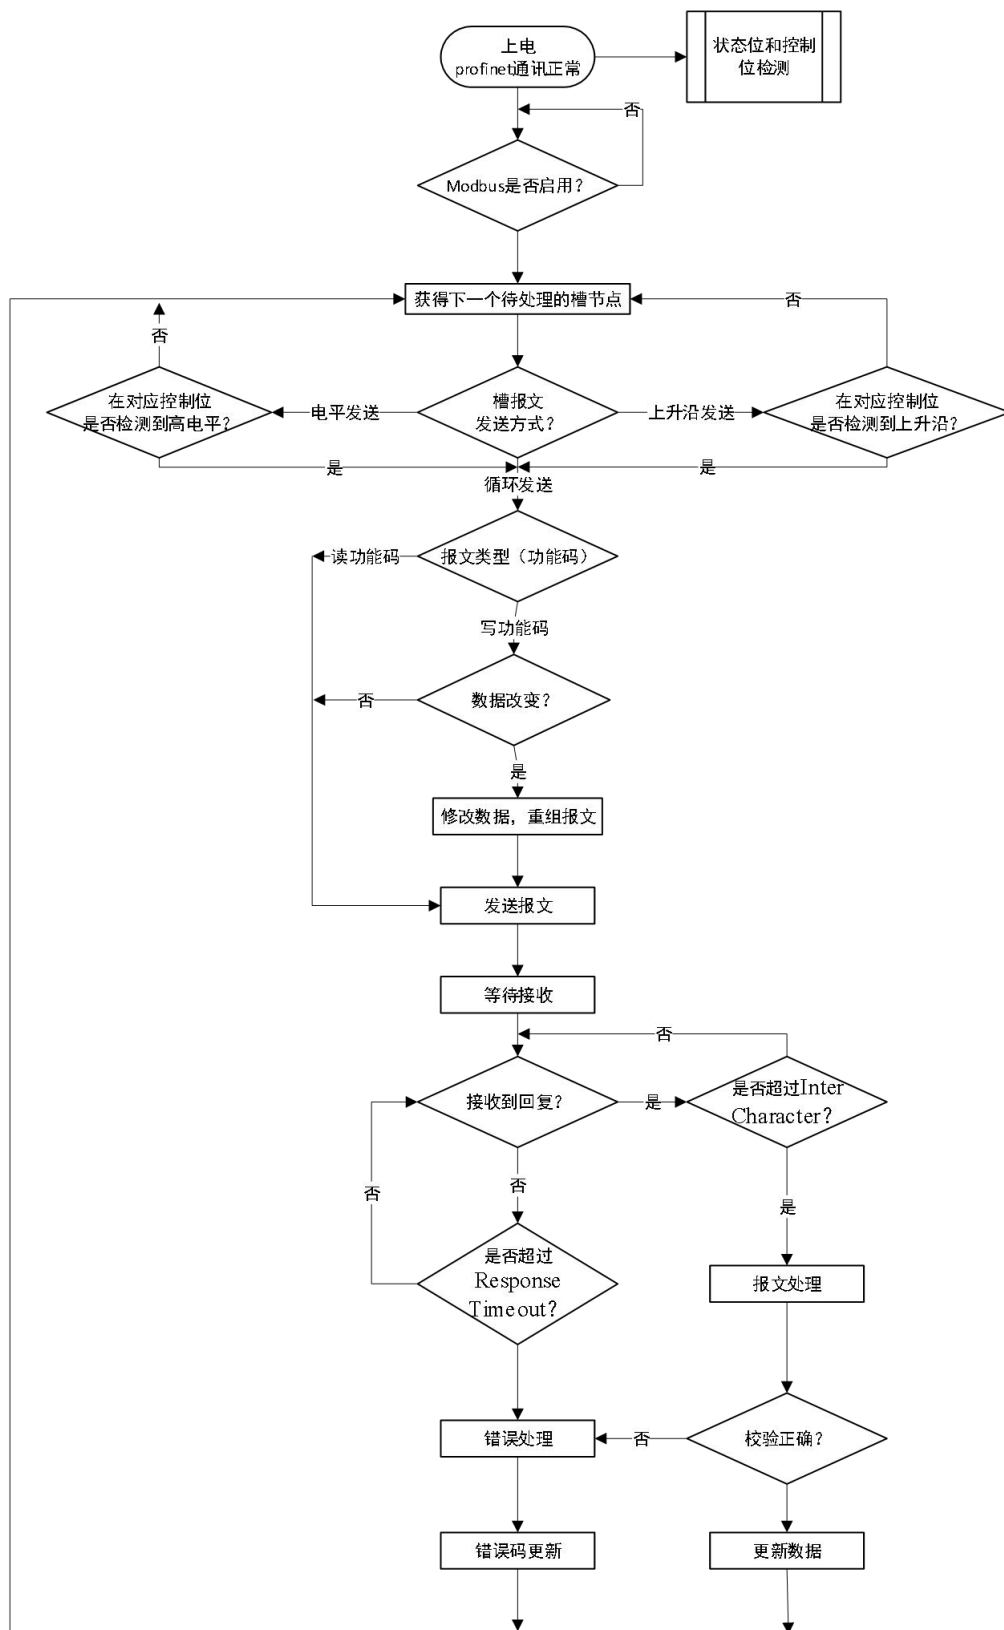 上电
profinet通讯正常
状态位和控制
位检测
否
Modbus是否启用？
获得下一个待处理的槽节点
否
否
在对应控制位
是否检测到高电平？
电平发送
槽报文
发送方式？
上升沿发送
在对应控制位
是否检测到上升沿？
是
是
循环发送
读功能码
报文类型（功能码）
写功能码
否
数据改变？
是
修改数据，重组报文
发送报文
等待接收
否
接收到回复？
是
是否超过Inter
Character？
否
否
是
是否超过
Response
Timeout？
报文处理
错误处理
否
校验正确？
错误码更新
更新数据